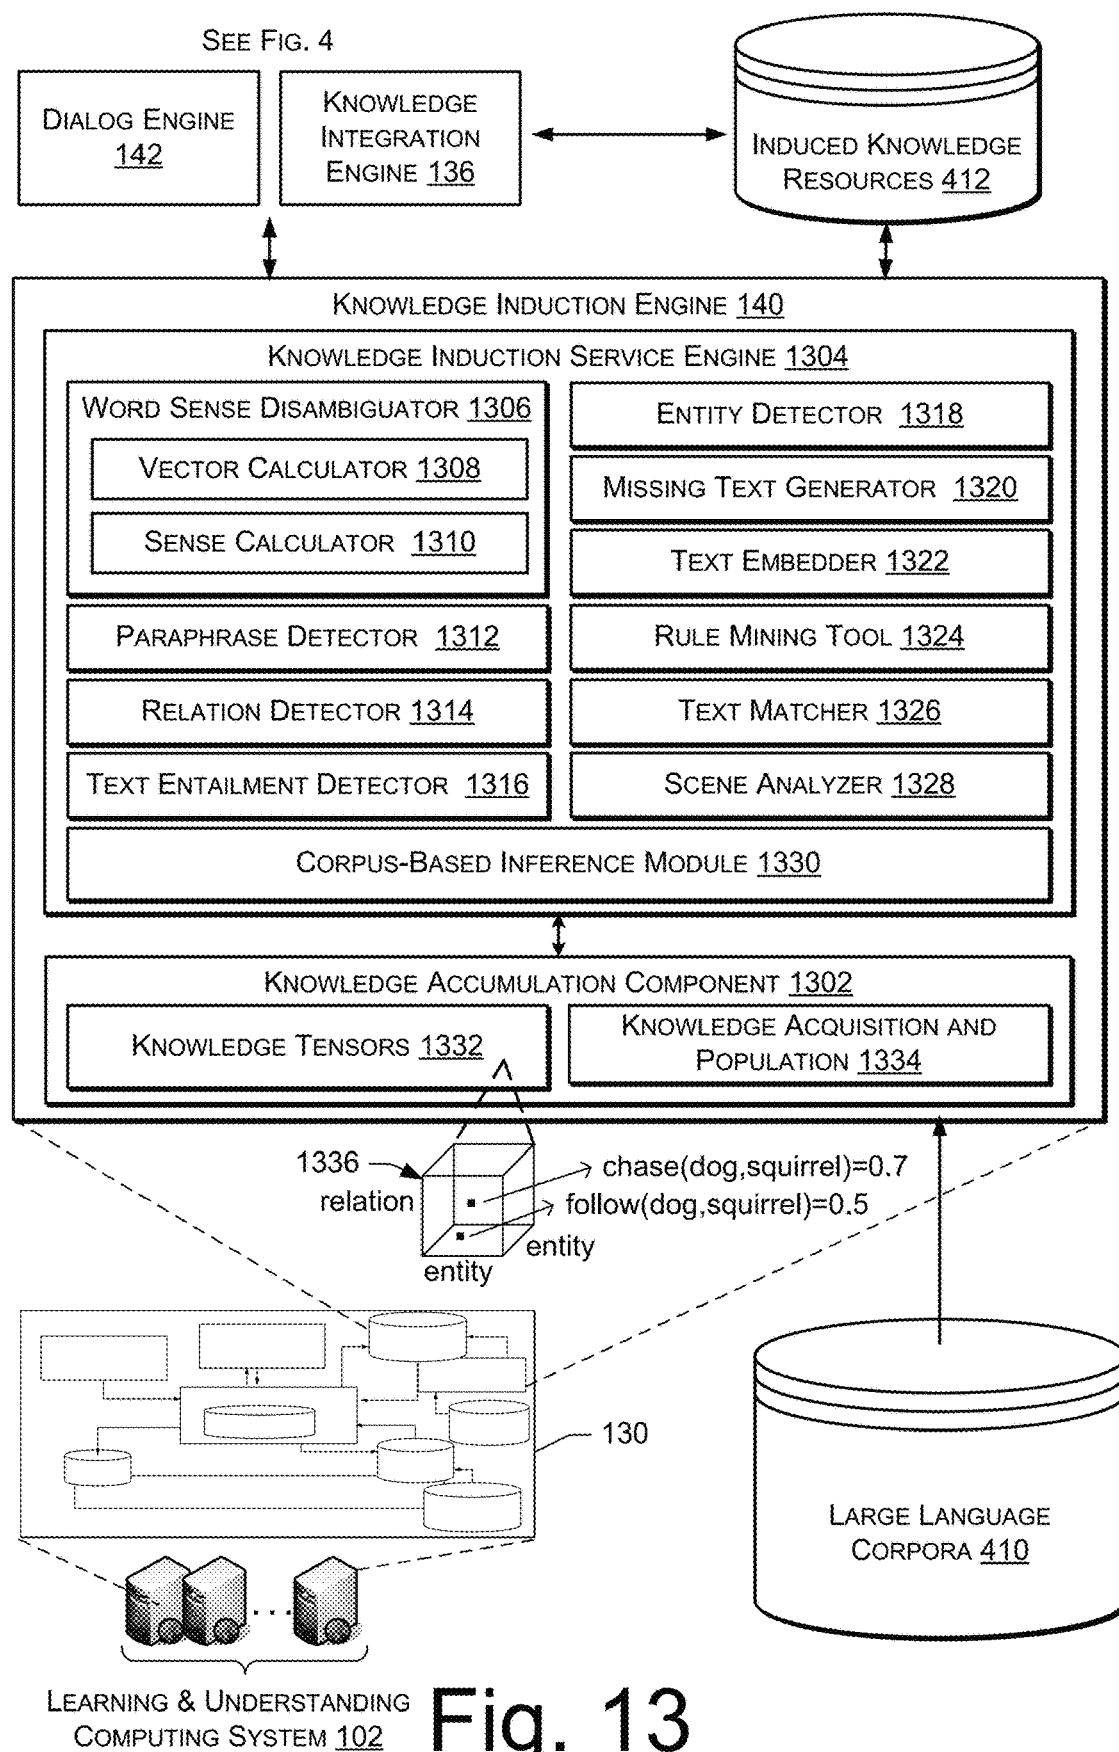 SEE FIG. 4
DIALOG ENGINE
142
KNOWLEDGE
INTEGRATION
ENGINE 136
INDUCED KNOWLEDGE
RESOURCES 412
KNOWLEDGE INDUCTION ENGINE 140
KNOWLEDGE INDUCTION SERVICE ENGINE 1304
WORD SENSE DISAMBIGUATOR 1306
VECTOR CALCULATOR 1308
SENSE CALCULATOR 1310
PARAPHRASE DETECTOR 1312
RELATION DETECTOR 1314
TEXT ENTAILMENT DETECTOR 1316
ENTITY DETECTOR 1318
MISSING TEXT GENERATOR 1320
TEXT EMBEDDER 1322
RULE MINING TOOL 1324
TEXT MATCHER 1326
SCENE ANALYZER 1328
CORPUS-BASED INFERENCE MODULE 1330
KNOWLEDGE ACCUMULATION COMPONENT 1302
KNOWLEDGE TENSORS 1332
KNOWLEDGE ACQUISITION AND
POPULATION 1334
1336
relation
chase(dog,squirrel)=0.7
follow(dog,squirrel)=0.5
entity
entity
130
LARGE LANGUAGE
CORPORA 410
LEARNING & UNDERSTANDING
COMPUTING SYSTEM 102
Fig. 13